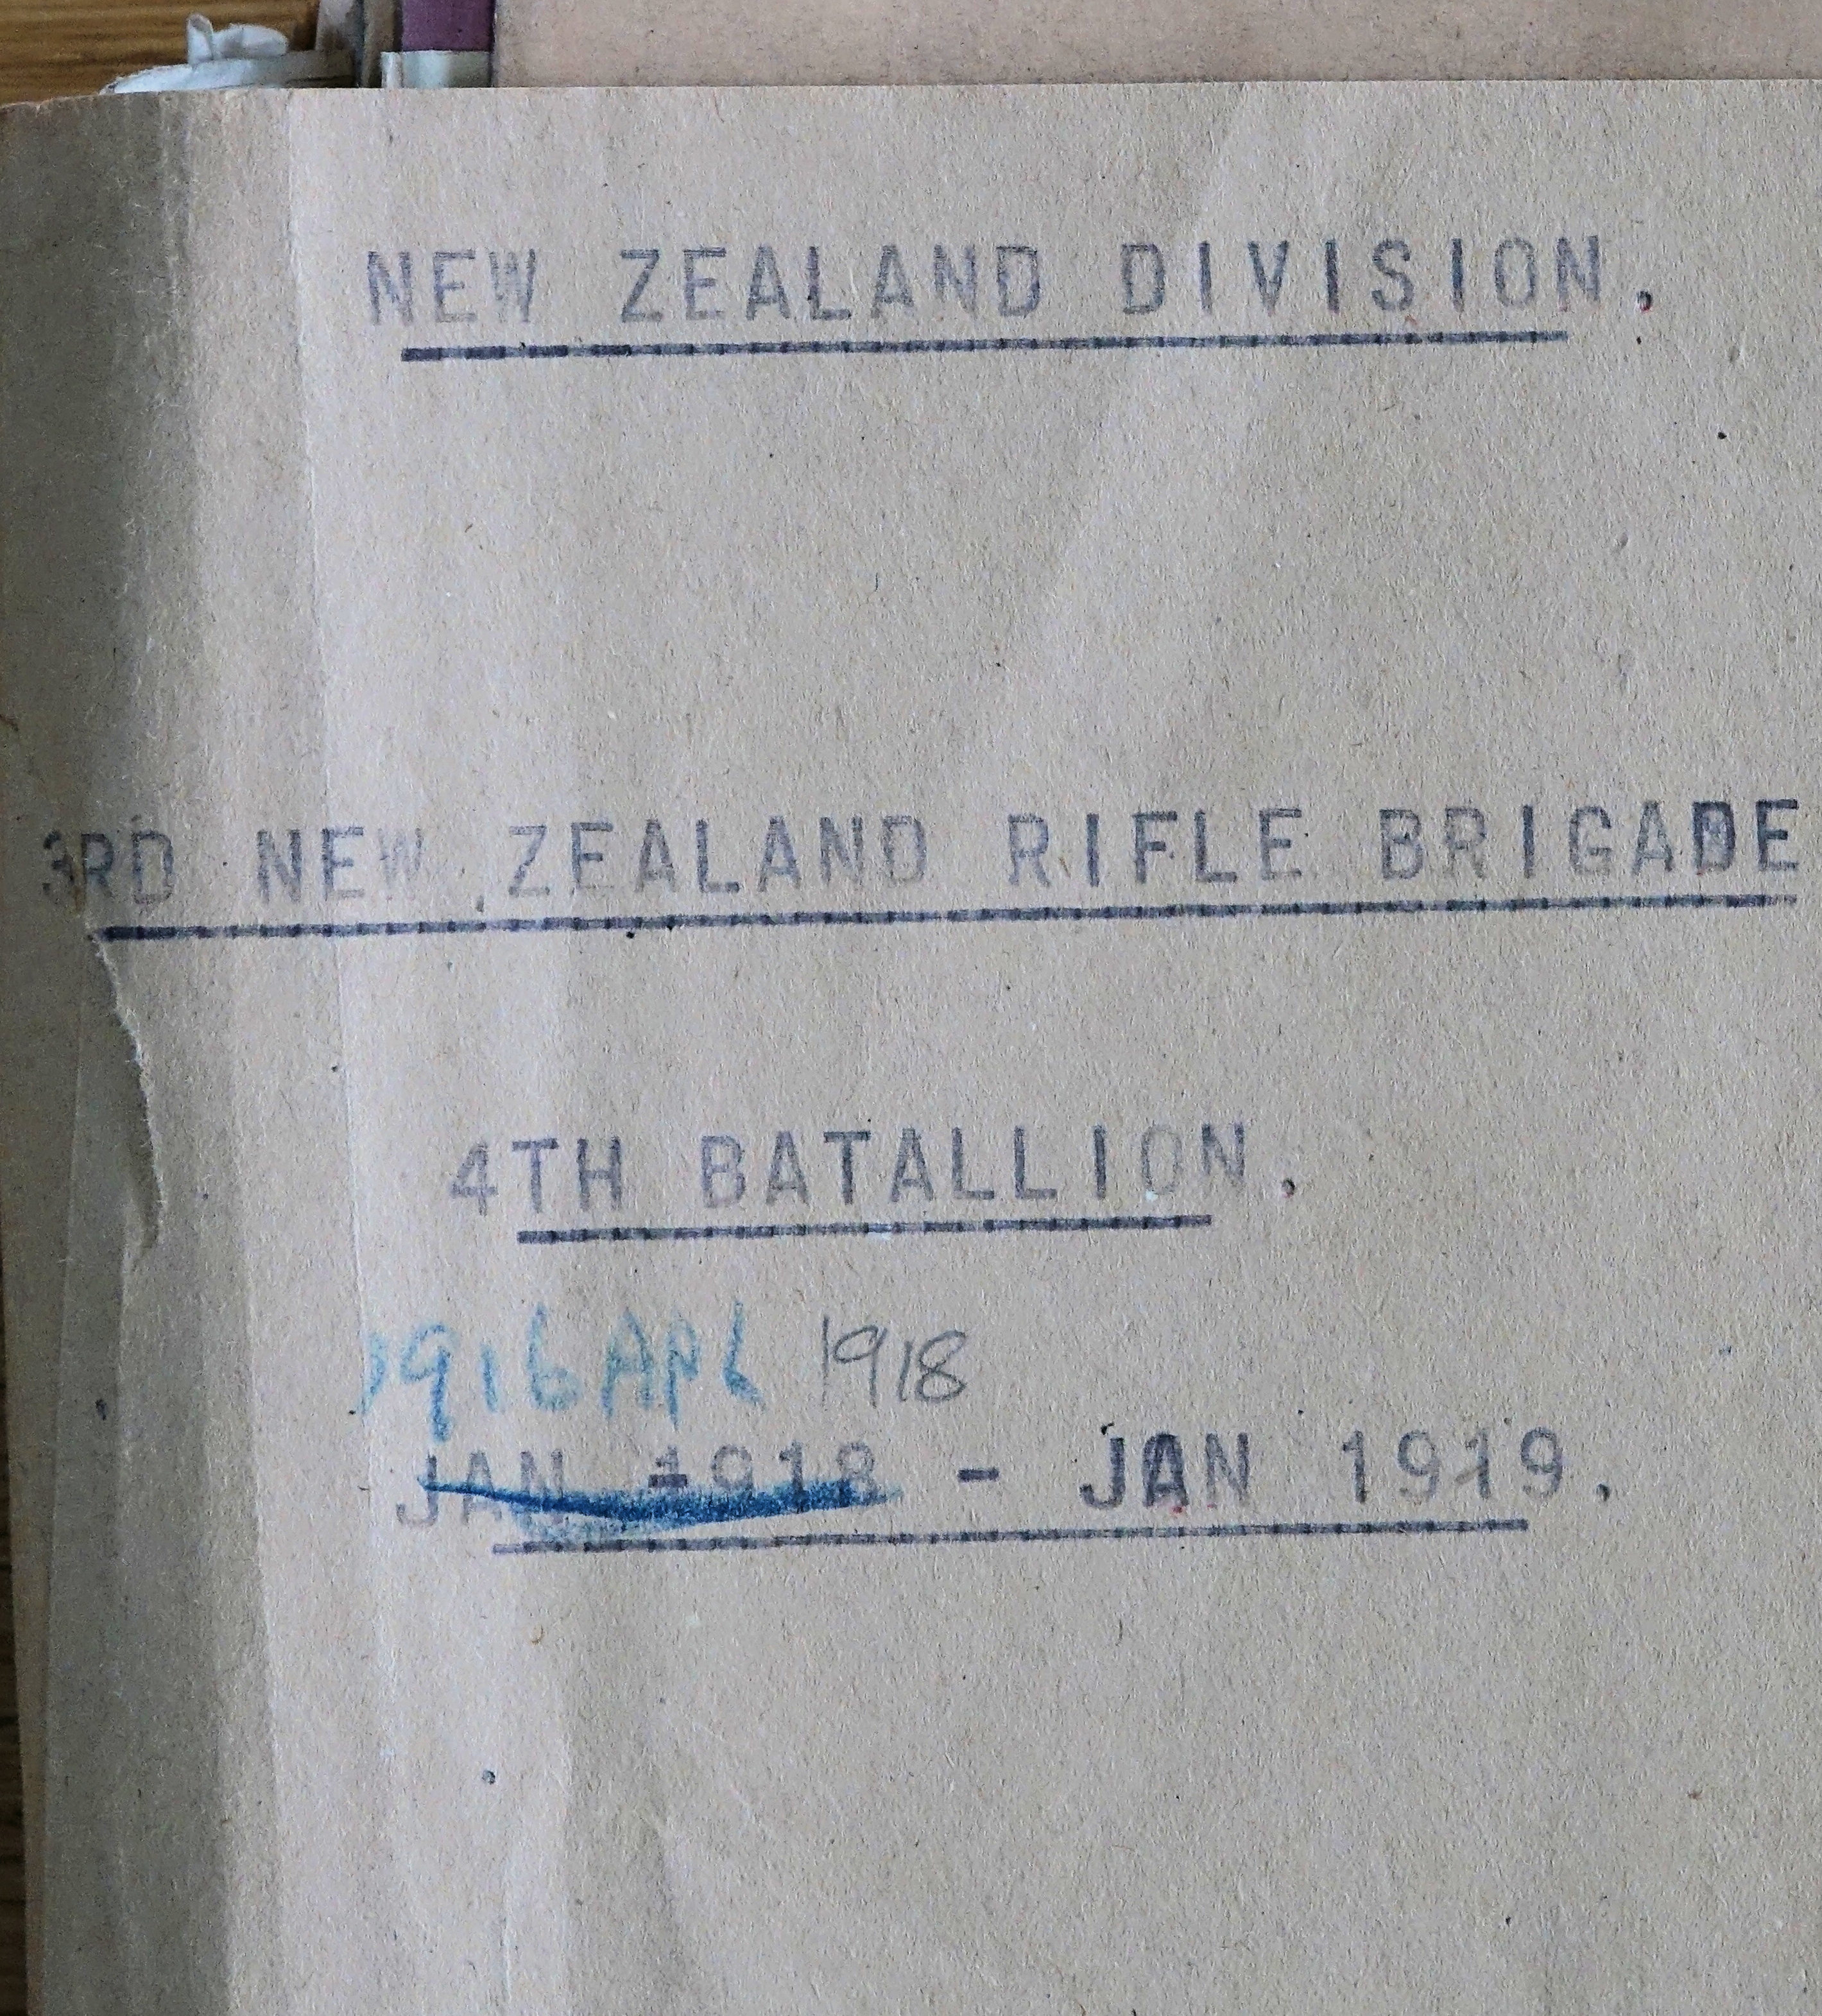 NEW ZEALAND DIVISION.
3RD NEW ZEALAND RIFLE BRIGADE
4TH BATALLION.
1916 APL 1918
JAN 1918 - JAN 1919.